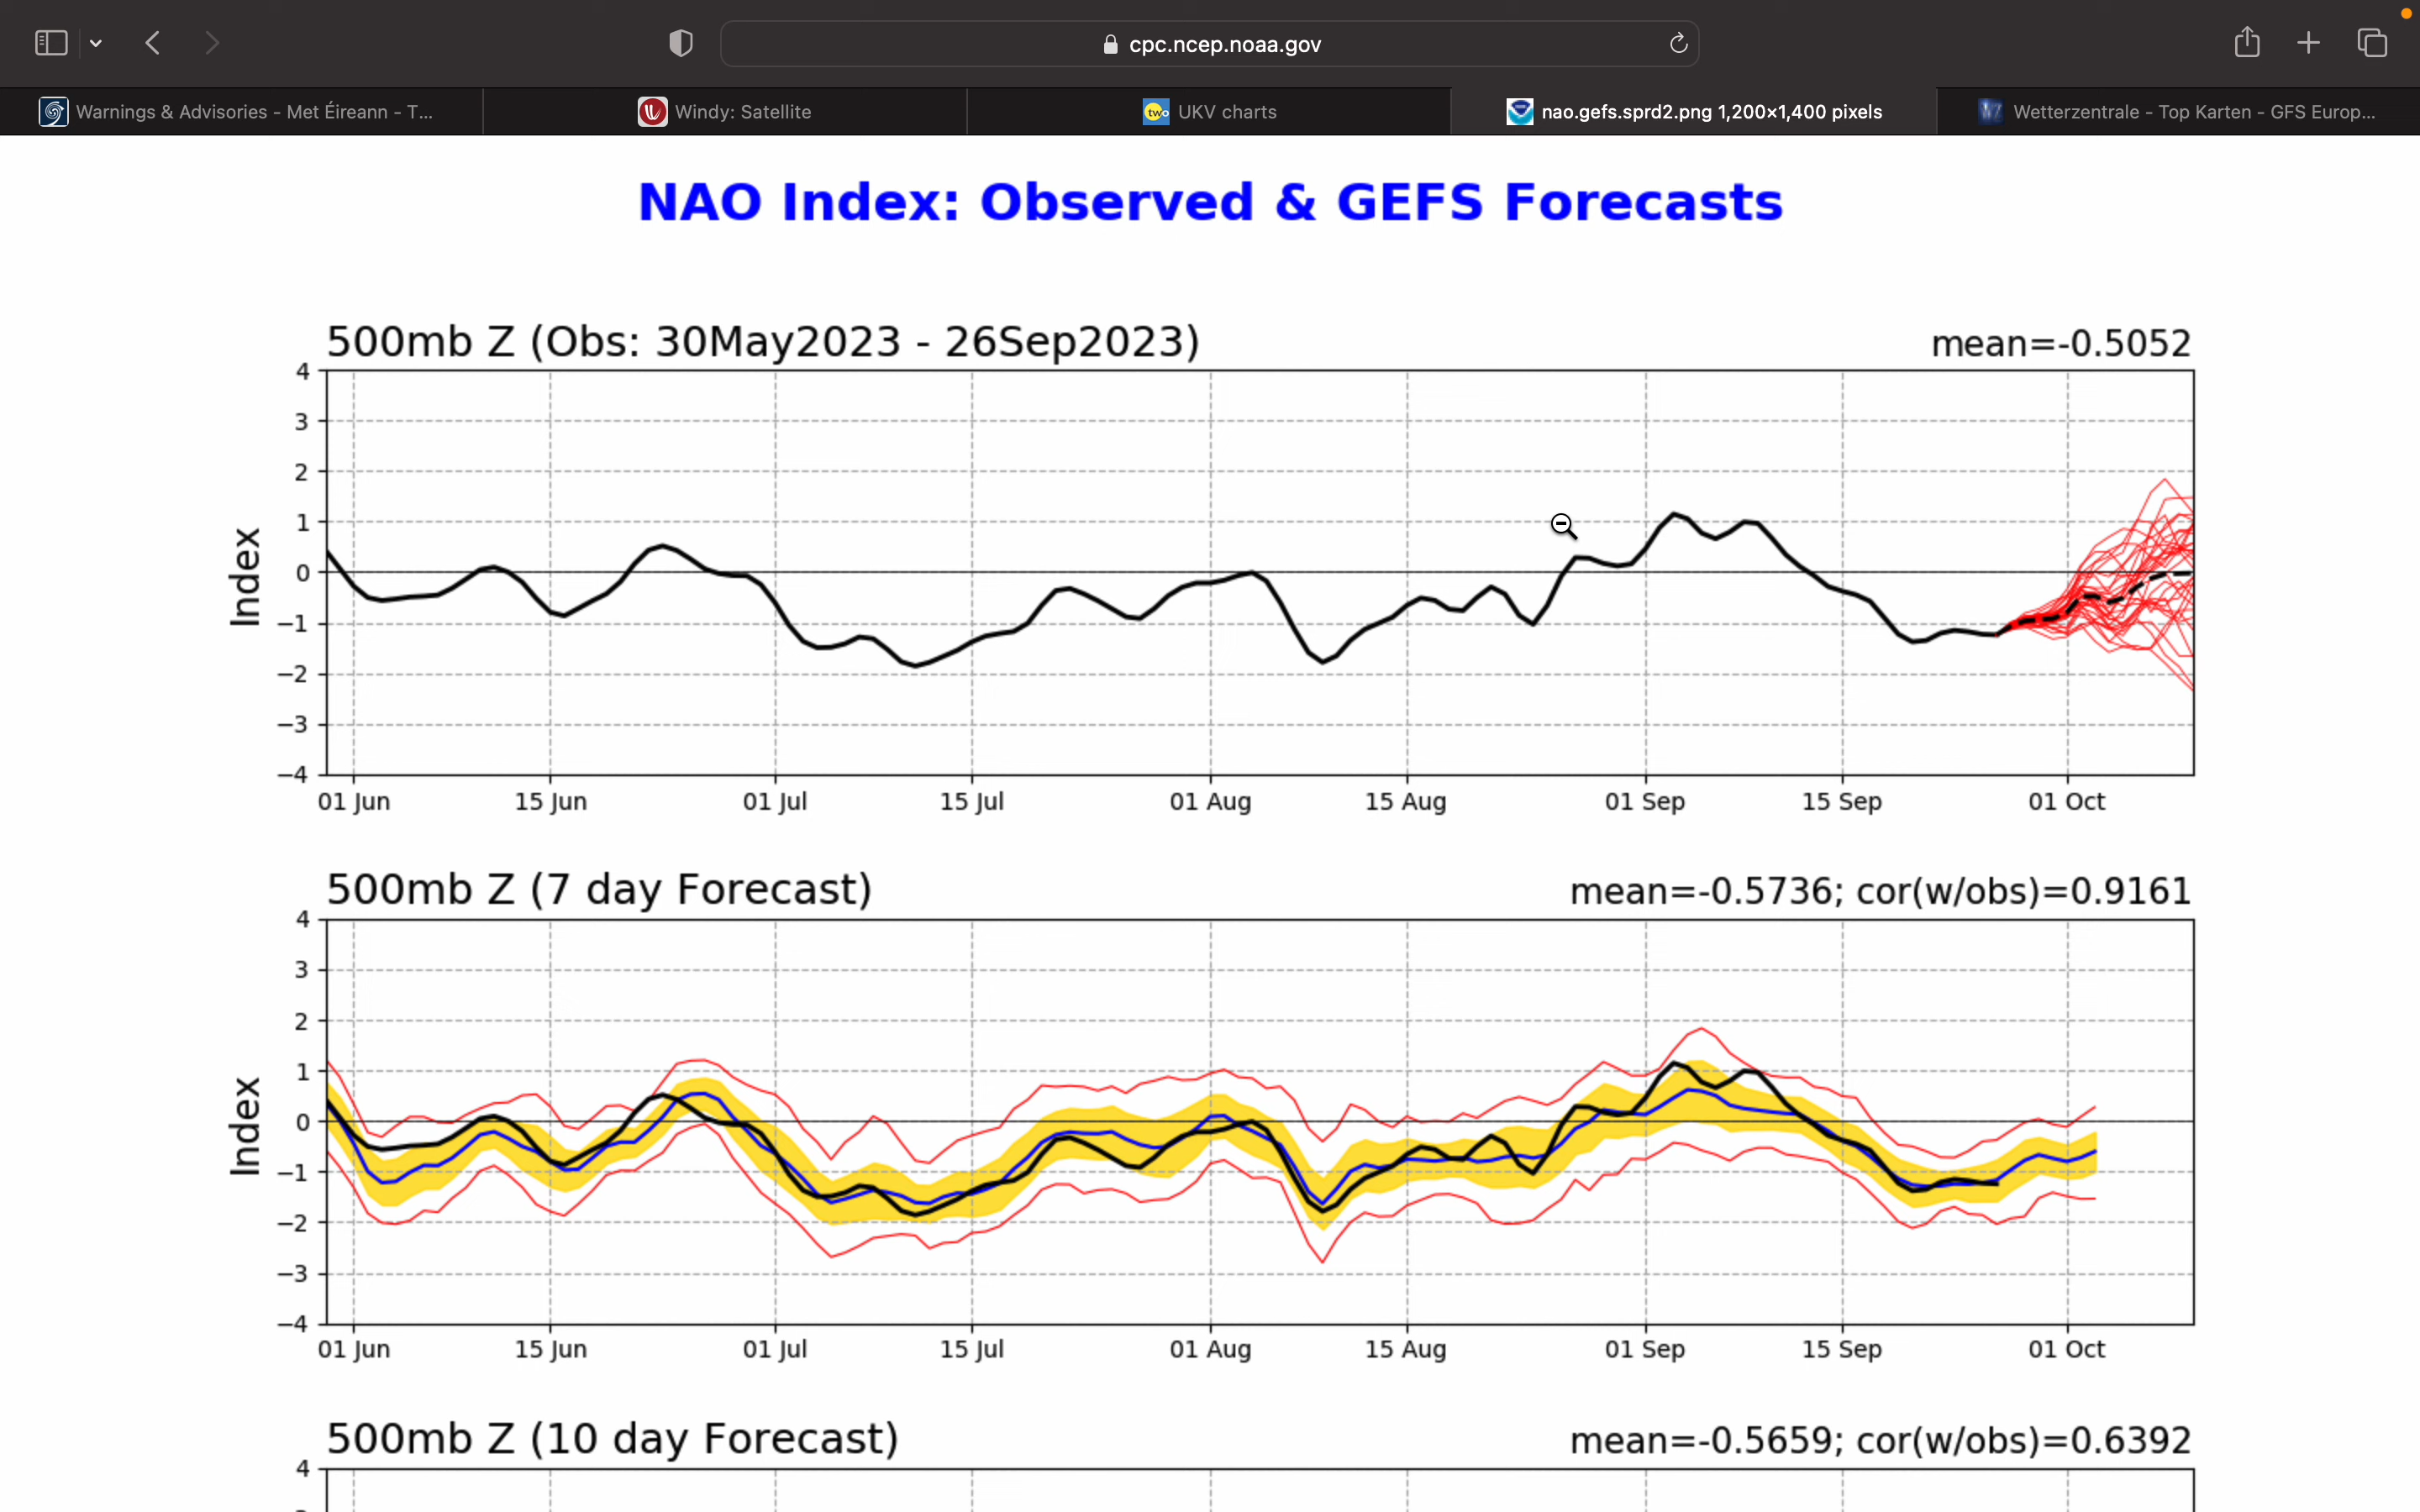 cpc.ncep.noaa.gov
Warnings & Advisories - Met Éireann - T...
Windy: Satellite
two
UKV charts
nao.gefs.sprd2.png 1,200×1,400 pixels
Wetterzentrale - Top Karten - GFS Europ...
NAO Index: Observed & GEFS Forecasts
500mb Z (Obs: 30May2023 - 26Sep2023)
mean=-0.5052
4
3
2
1
0
−1
−2
−3
−4
Index
01 Jun
15 Jun
01 Jul
15 Jul
01 Aug
15 Aug
01 Sep
15 Sep
01 Oct
500mb Z (7 day Forecast)
mean=-0.5736; cor(w/obs)=0.9161
4
3
2
1
0
−1
−2
−3
−4
Index
01 Jun
15 Jun
01 Jul
15 Jul
01 Aug
15 Aug
01 Sep
15 Sep
01 Oct
500mb Z (10 day Forecast)
mean=-0.5659; cor(w/obs)=0.6392
4